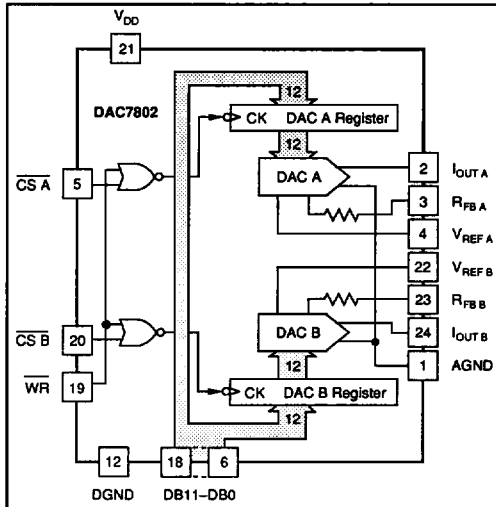 VDD
21
DAC7802
12
CK DAC A Register
12
CS A
5
DAC A
2
IOUT A
3
RFB A
4
VREF A
22
VREF B
23
RFB B
CS B
20
DAC B
24
IOUT B
WR
19
12
1
AGND
CK DAC B Register
12
12
18
6
DGND
DB11–DB0